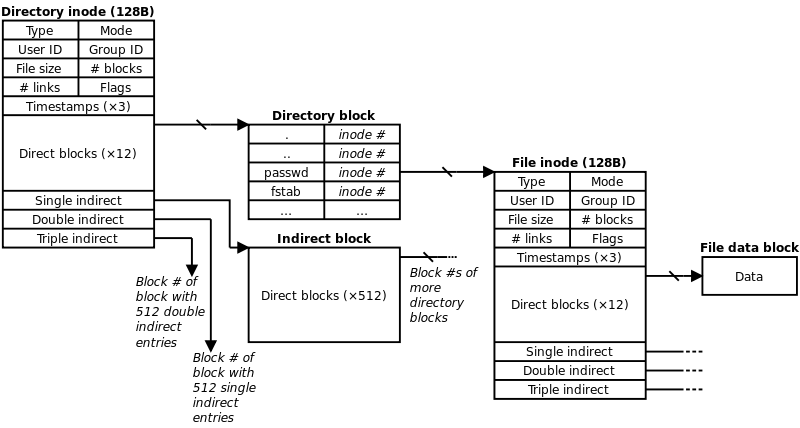 Directory inode (128B)
Type Mode
User ID Group ID
File size # blocks
# links Flags
Timestamps (×3)
Direct blocks (×12)
Single indirect
Double indirect
Triple indirect
Block # of
block with
512 double
indirect
entries
Block # of
block with
512 single
indirect
entries
Directory block
. inode #
.. inode #
passwd inode #
fstab inode #
... ...
Indirect block
Direct blocks (×512)
Block #s of
more
directory
blocks
File inode (128B)
Type Mode
User ID Group ID
File size # blocks
# links Flags
Timestamps (×3)
Direct blocks (×12)
Single indirect
Double indirect
Triple indirect
File data block
Data